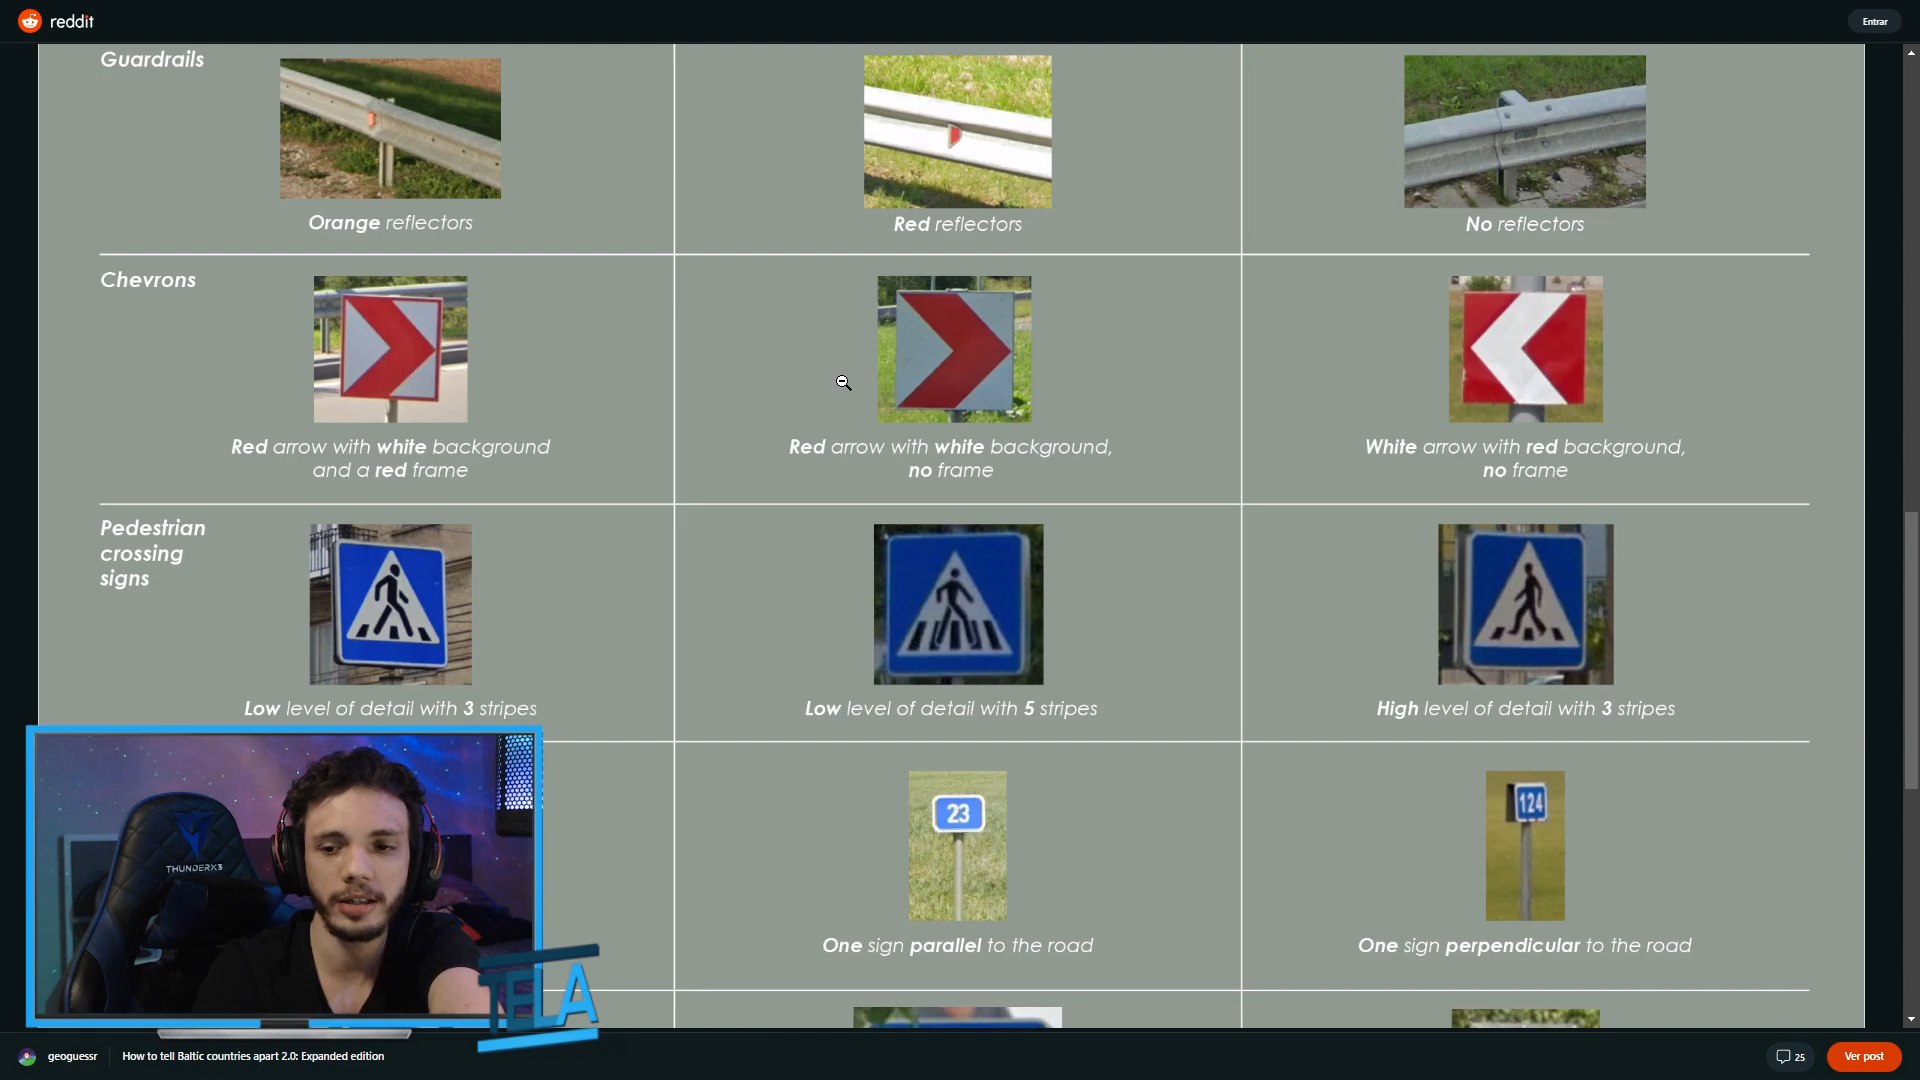 reddit
Entrar
Guardrails
Orange reflectors
Red reflectors
No reflectors
Chevrons
Red arrow with white background
and a red frame
Red arrow with white background,
no frame
White arrow with red background,
no frame
Pedestrian
crossing
signs
Low level of detail with 3 stripes
Low level of detail with 5 stripes
High level of detail with 3 stripes
23
124
One sign parallel to the road
One sign perpendicular to the road
THUNDERX3
TELA
geoguessr
How to tell Baltic countries apart 2.0: Expanded edition
25
Ver post